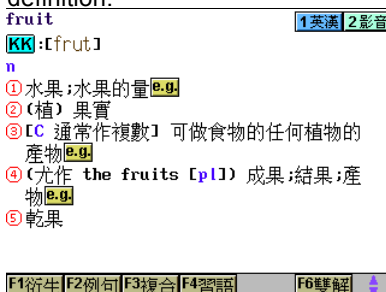 definition.
fruit 1英漢 2影音
KK:[frut]
n
①水果;水果的量e.g.
②(植) 果實
③[C 通常作複數] 可做食物的任何植物的
產物e.g.
④(尤作 the fruits [pl]) 成果;結果;產
物e.g.
⑤乾果
F1衍生 F2例句 F3複合 F4習語 F6雙解